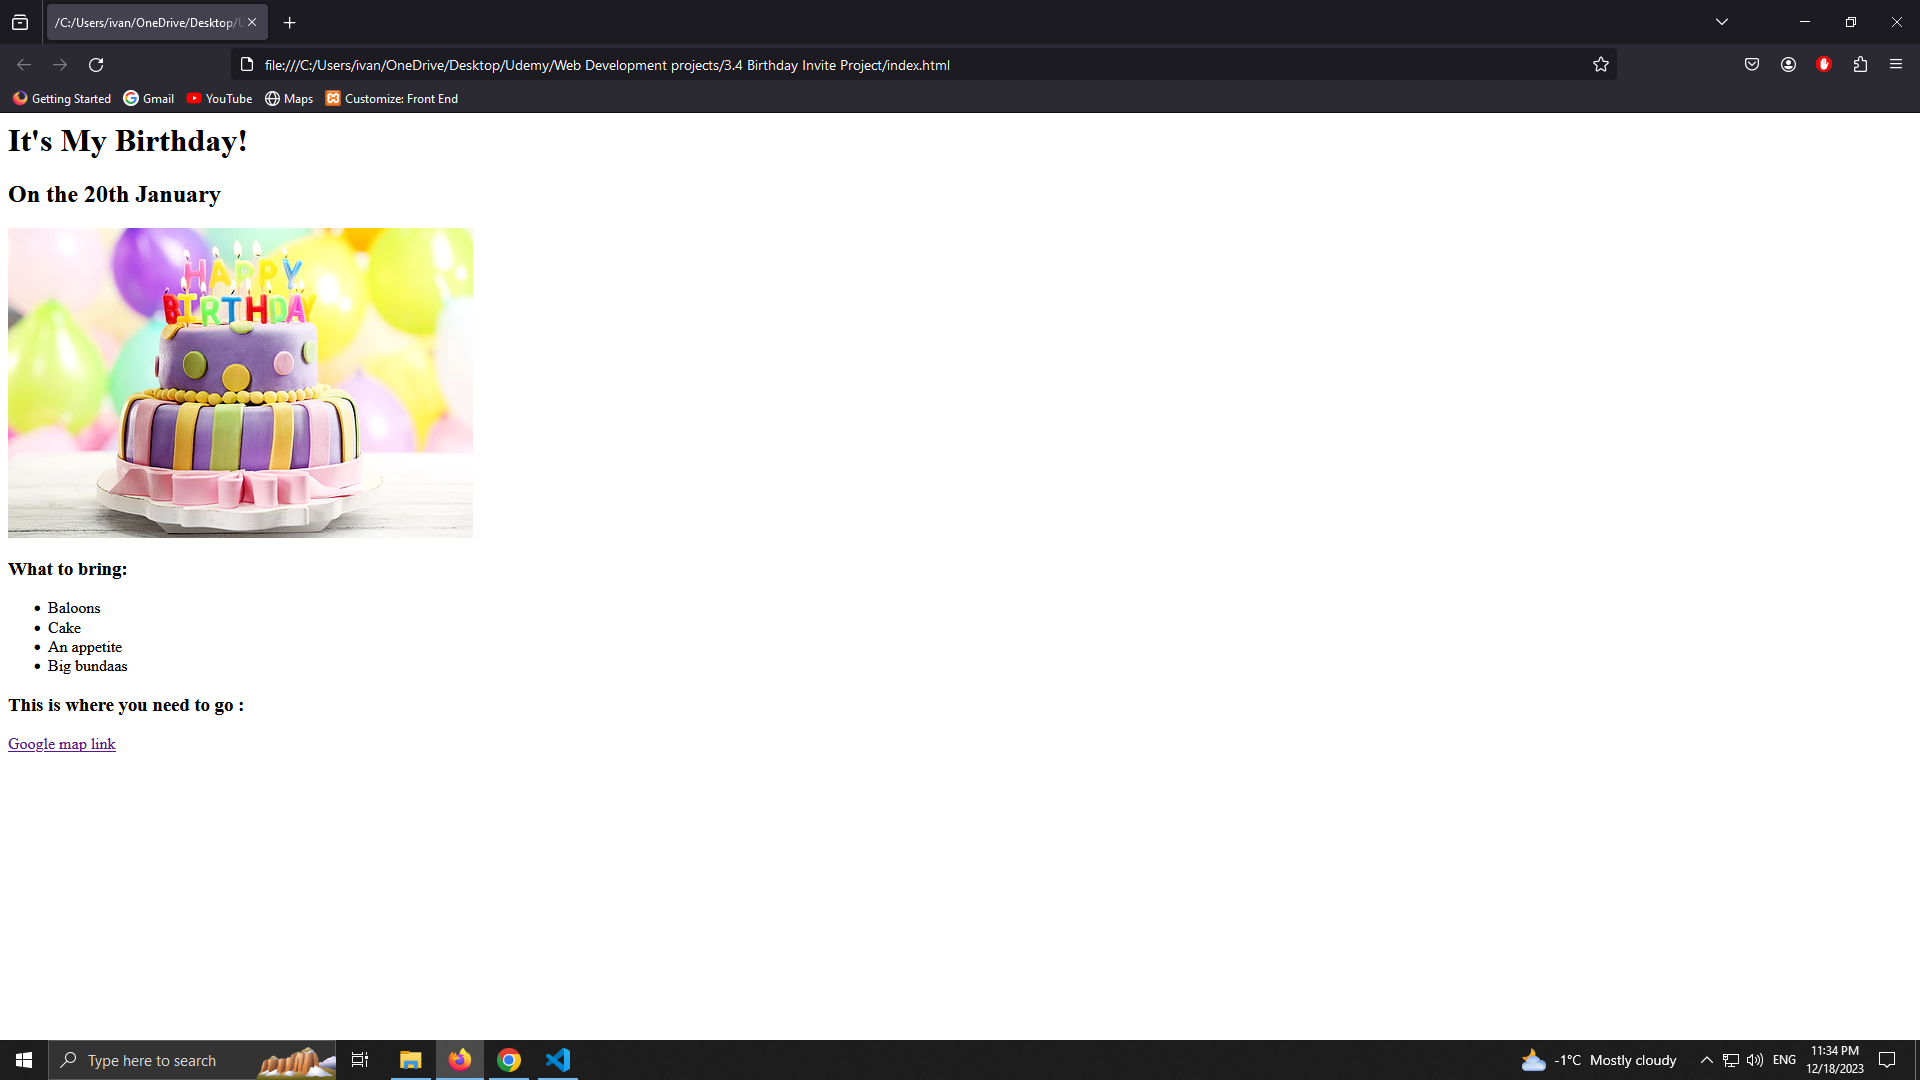 /C:/Users/ivan/OneDrive/Desktop/U
file:///C:/Users/ivan/OneDrive/Desktop/Udemy/Web Development projects/3.4 Birthday Invite Project/index.html
Getting Started Gmail YouTube Maps Customize: Front End
It's My Birthday!
On the 20th January
HAPPY
BIRTHDAY
What to bring:
Baloons
Cake
An appetite
Big bundaas
This is where you need to go :
Google map link
Type here to search
-1°C Mostly cloudy
ENG
11:34 PM
12/18/2023